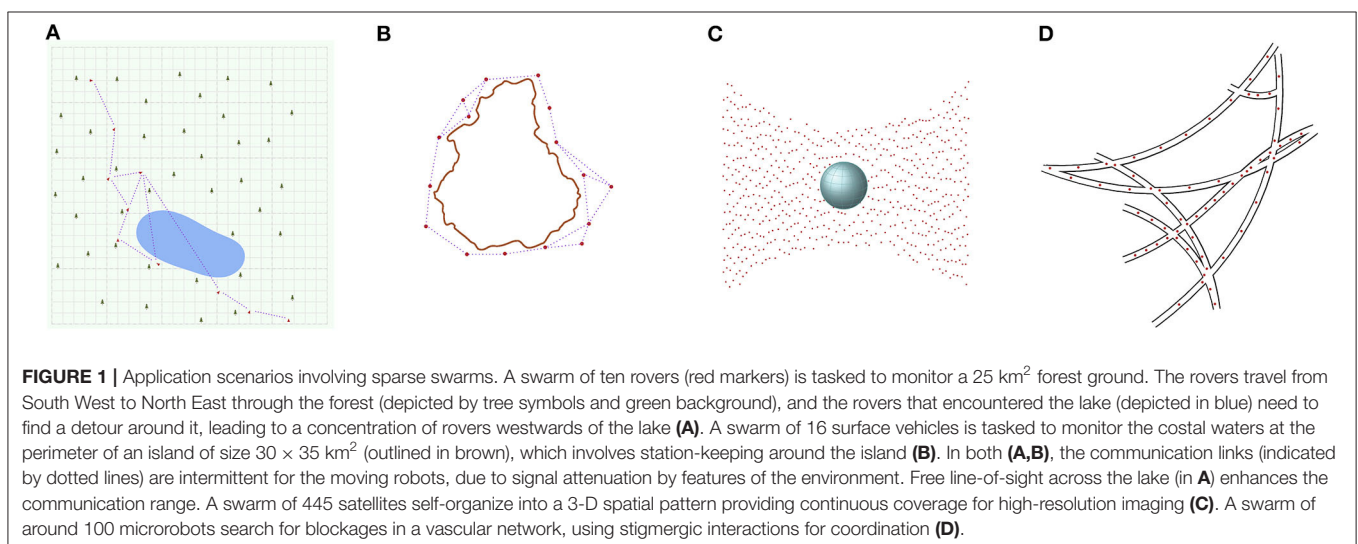 A
B
C
D
FIGURE 1 | Application scenarios involving sparse swarms. A swarm of ten rovers (red markers) is tasked to monitor a 25 km² forest ground. The rovers travel from
South West to North East through the forest (depicted by tree symbols and green background), and the rovers that encountered the lake (depicted in blue) need to
find a detour around it, leading to a concentration of rovers westwards of the lake (A). A swarm of 16 surface vehicles is tasked to monitor the costal waters at the
perimeter of an island of size 30 × 35 km² (outlined in brown), which involves station-keeping around the island (B). In both (A,B), the communication links (indicated
by dotted lines) are intermittent for the moving robots, due to signal attenuation by features of the environment. Free line-of-sight across the lake (in A) enhances the
communication range. A swarm of 445 satellites self-organize into a 3-D spatial pattern providing continuous coverage for high-resolution imaging (C). A swarm of
around 100 microrobots search for blockages in a vascular network, using stigmergic interactions for coordination (D).